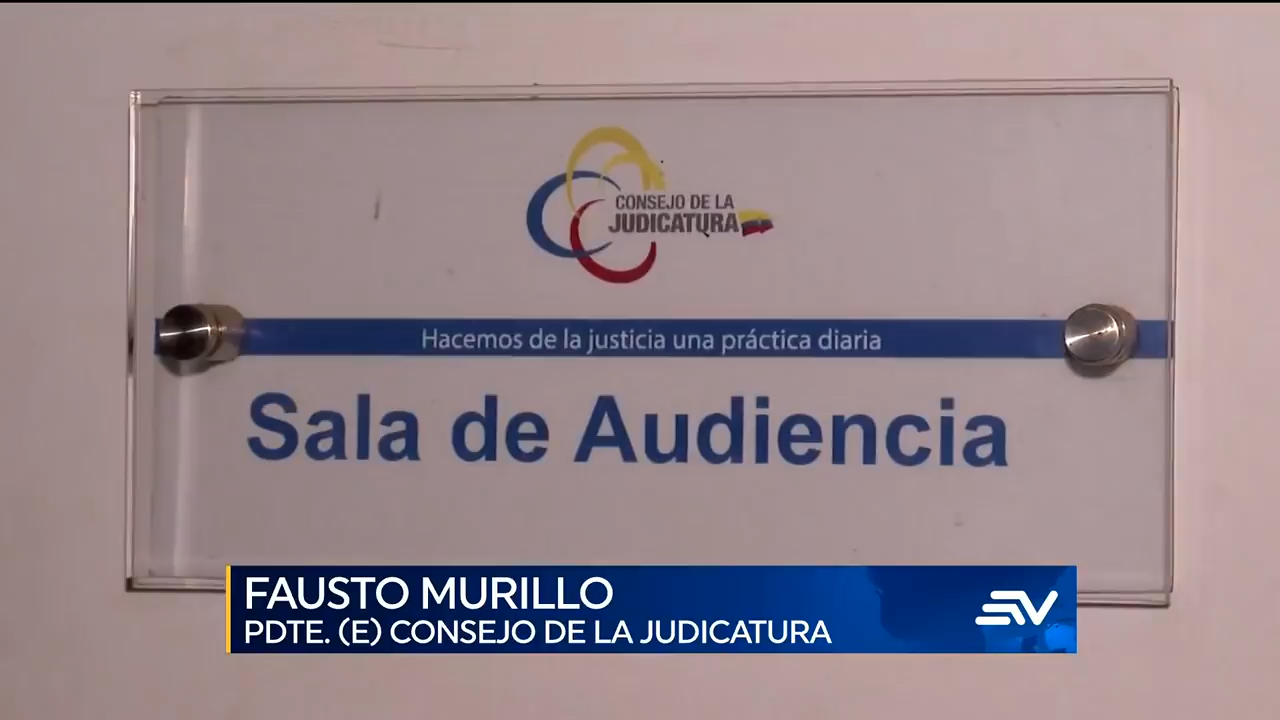 CONSEJO DE LA
JUDICATURA
Hacemos de la justicia una práctica diaria
Sala de Audiencia
FAUSTO MURILLO
PDTE. (E) CONSEJO DE LA JUDICATURA